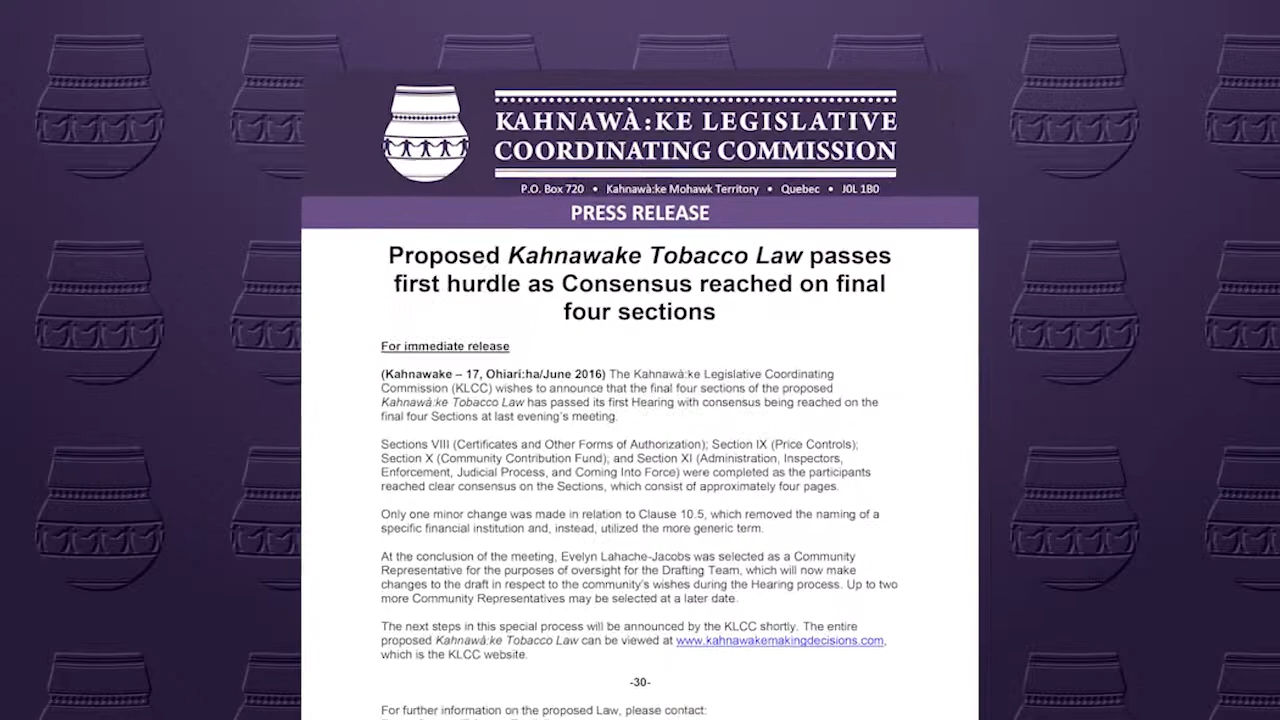 KAHNAWÀ:KE LEGISLATIVE
COORDINATING COMMISSION
P.O. Box 720 • Kahnawà:ke Mohawk Territory • Quebec • J0L 1B0
PRESS RELEASE
Proposed Kahnawake Tobacco Law passes
first hurdle as Consensus reached on final
four sections
For immediate release
(Kahnawake – 17, Ohiari:ha/June 2016) The Kahnawà:ke Legislative Coordinating
Commission (KLCC) wishes to announce that the final four sections of the proposed
Kahnawà:ke Tobacco Law has passed its first Hearing with consensus being reached on the
final four Sections at last evening's meeting.
Sections VIII (Certificates and Other Forms of Authorization); Section IX (Price Controls);
Section X (Community Contribution Fund); and Section XI (Administration, Inspectors,
Enforcement, Judicial Process, and Coming Into Force) were completed as the participants
reached clear consensus on the Sections, which consist of approximately four pages.
Only one minor change was made in relation to Clause 10.5, which removed the naming of a
specific financial institution and, instead, utilized the more generic term.
At the conclusion of the meeting, Evelyn Lahache-Jacobs was selected as a Community
Representative for the purposes of oversight for the Drafting Team, which will now make
changes to the draft in respect to the community's wishes during the Hearing process. Up to two
more Community Representatives may be selected at a later date.
The next steps in this special process will be announced by the KLCC shortly. The entire
proposed Kahnawà:ke Tobacco Law can be viewed at www.kahnawakemakingdecisions.com,
which is the KLCC website.
-30-
For further information on the proposed Law, please contact: